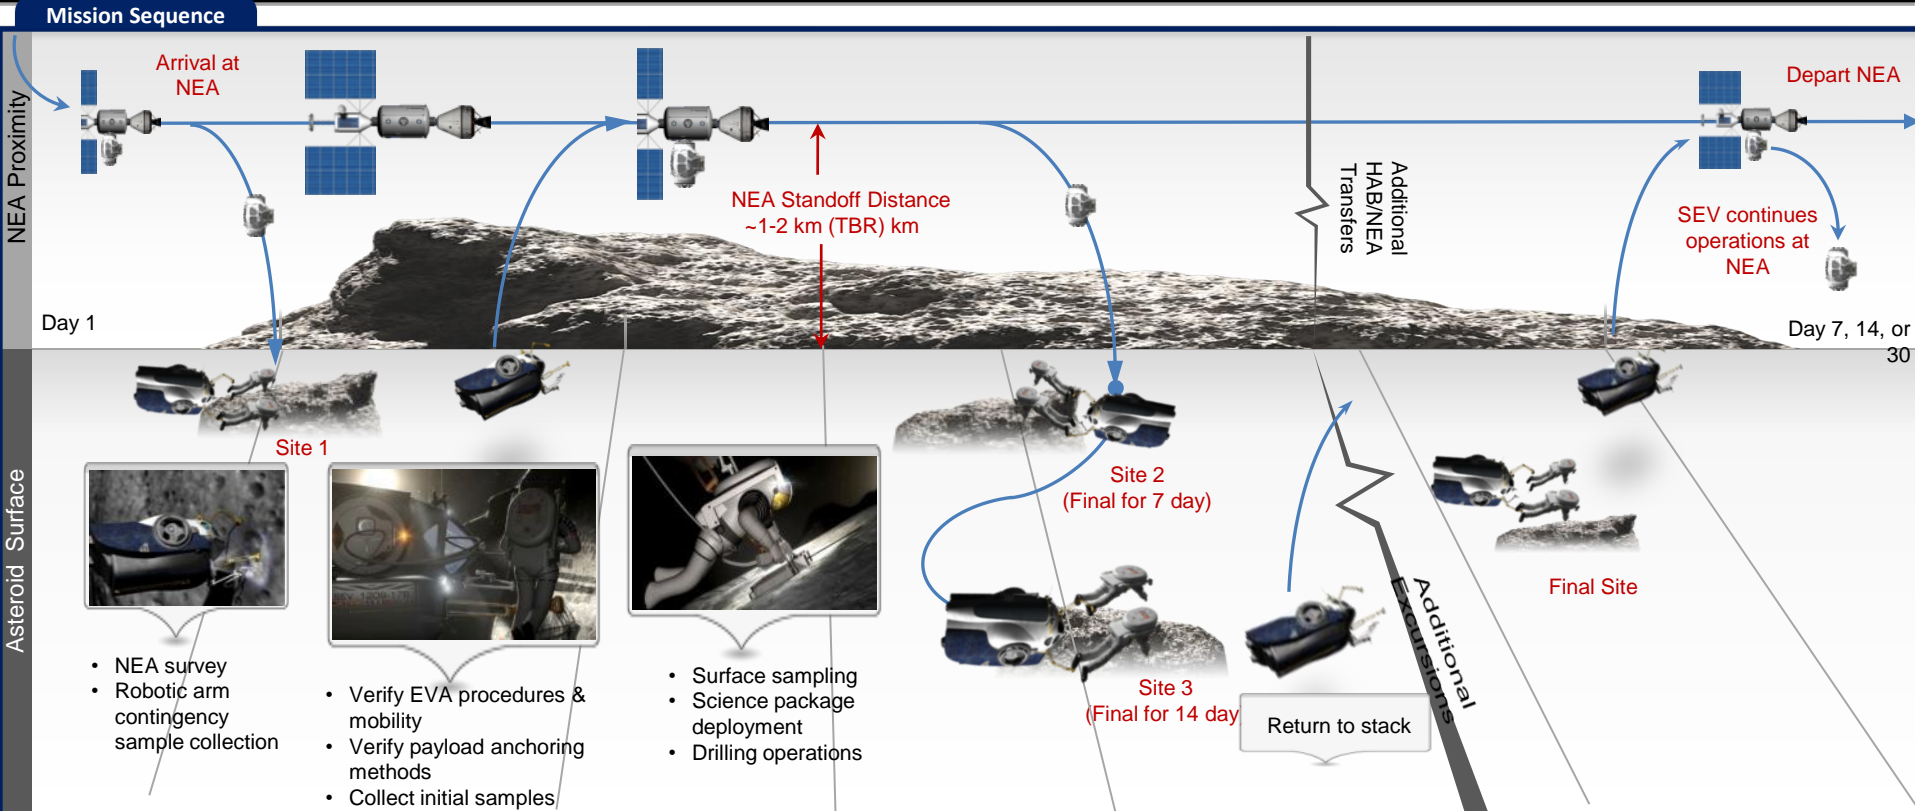 Mission Sequence
NEA Proximity
Arrival at
NEA
NEA Standoff Distance
~1-2 km (TBR) km
Additional
HAB/NEA
Transfers
Depart NEA
SEV continues
operations at
NEA
Day 1
Day 7, 14, or
30
Asteroid Surface
Site 1
• NEA survey
• Robotic arm
contingency
sample collection
• Verify EVA procedures &
mobility
• Verify payload anchoring
methods
• Collect initial samples
• Surface sampling
• Science package
deployment
• Drilling operations
Site 2
(Final for 7 day)
Site 3
(Final for 14 day
Return to stack
Additional
Excursions
Final Site